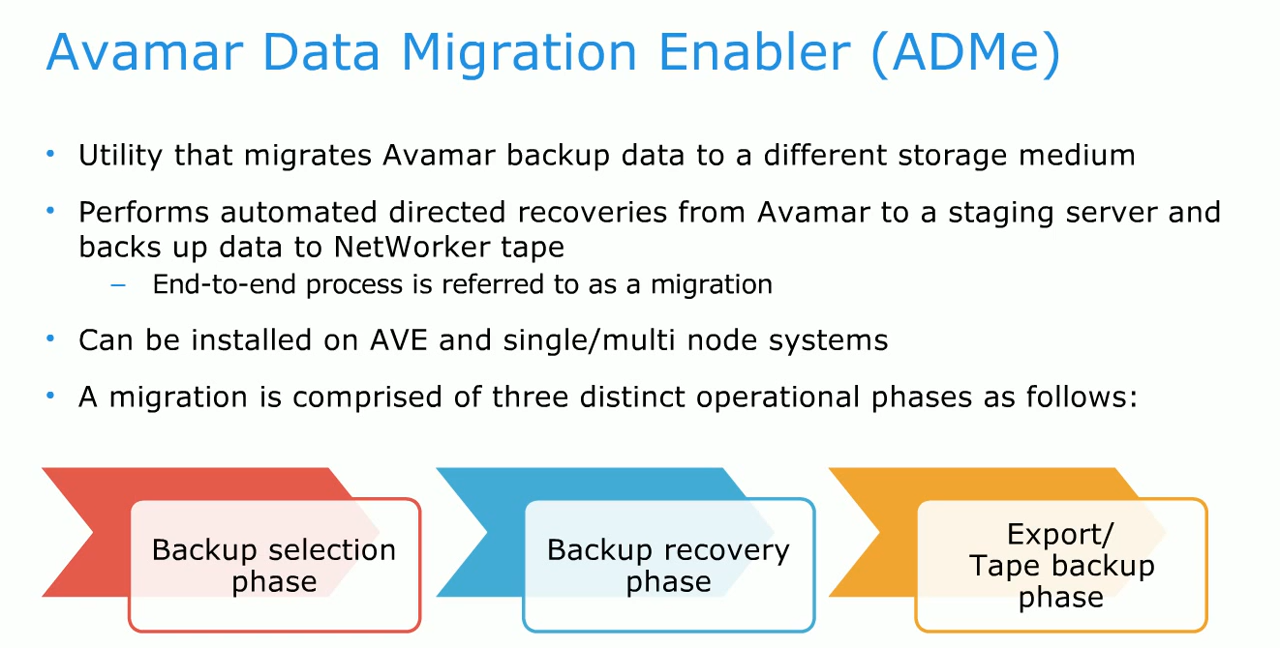 Avamar Data Migration Enabler (ADMe)
• Utility that migrates Avamar backup data to a different storage medium
• Performs automated directed recoveries from Avamar to a staging server and
backs up data to NetWorker tape
– End-to-end process is referred to as a migration
• Can be installed on AVE and single/multi node systems
• A migration is comprised of three distinct operational phases as follows:
Backup selection
phase
Backup recovery
phase
Export/
Tape backup
phase